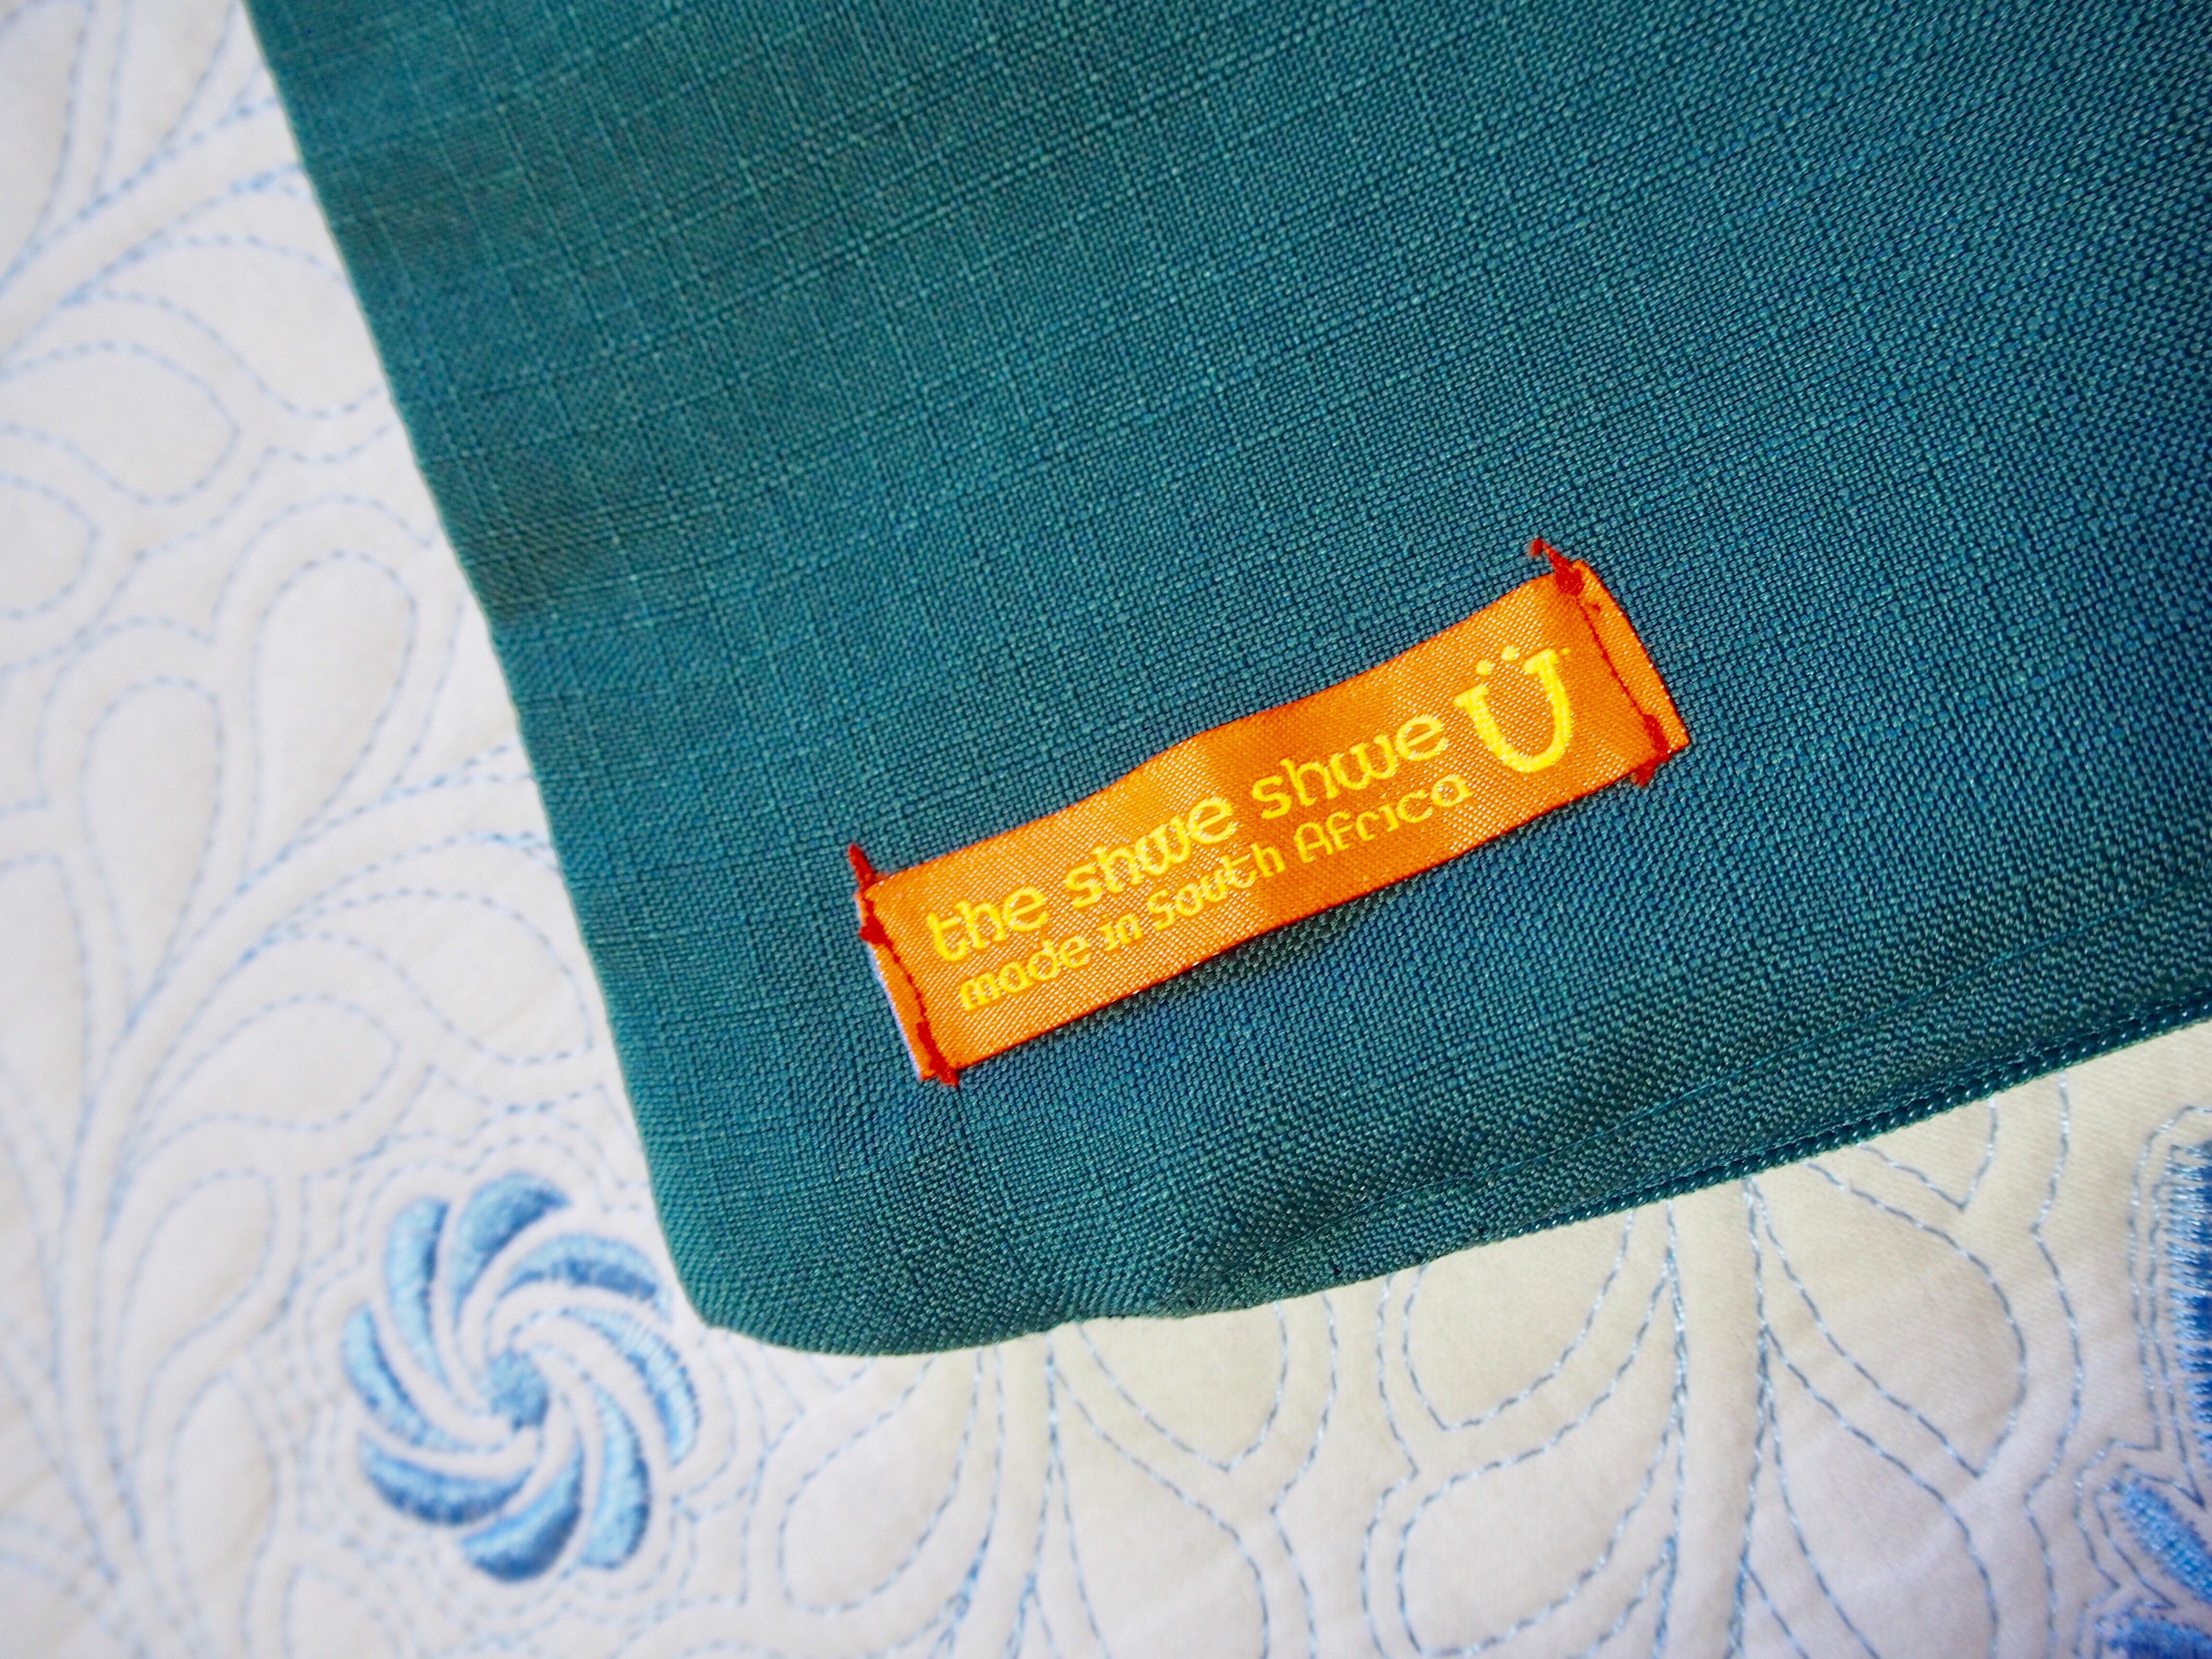 the shwe shwe Ü
made in South Africa